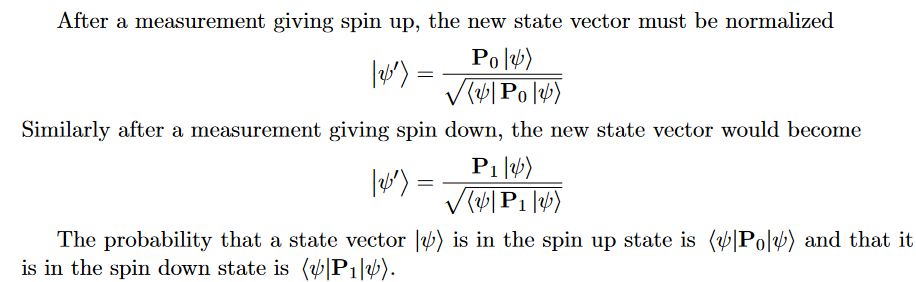 After a measurement giving spin up, the new state vector must be normalized
|ψ′⟩ = P₀|ψ⟩ / √⟨ψ|P₀|ψ⟩
Similarly after a measurement giving spin down, the new state vector would become
|ψ′⟩ = P₁|ψ⟩ / √⟨ψ|P₁|ψ⟩
The probability that a state vector |ψ⟩ is in the spin up state is ⟨ψ|P₀|ψ⟩ and that it
is in the spin down state is ⟨ψ|P₁|ψ⟩.